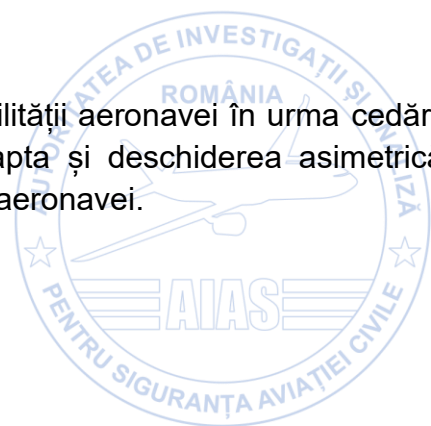 AUTORITATEA DE INVESTIGAȚII ȘI ANALIZĂ
ROMÂNIA
ilității aeronavei în urma cedăr
apta și deschiderea asimetrica
aeronavei.
AIAS
PENTRU SIGURANȚA AVIAȚIEI CIVILE